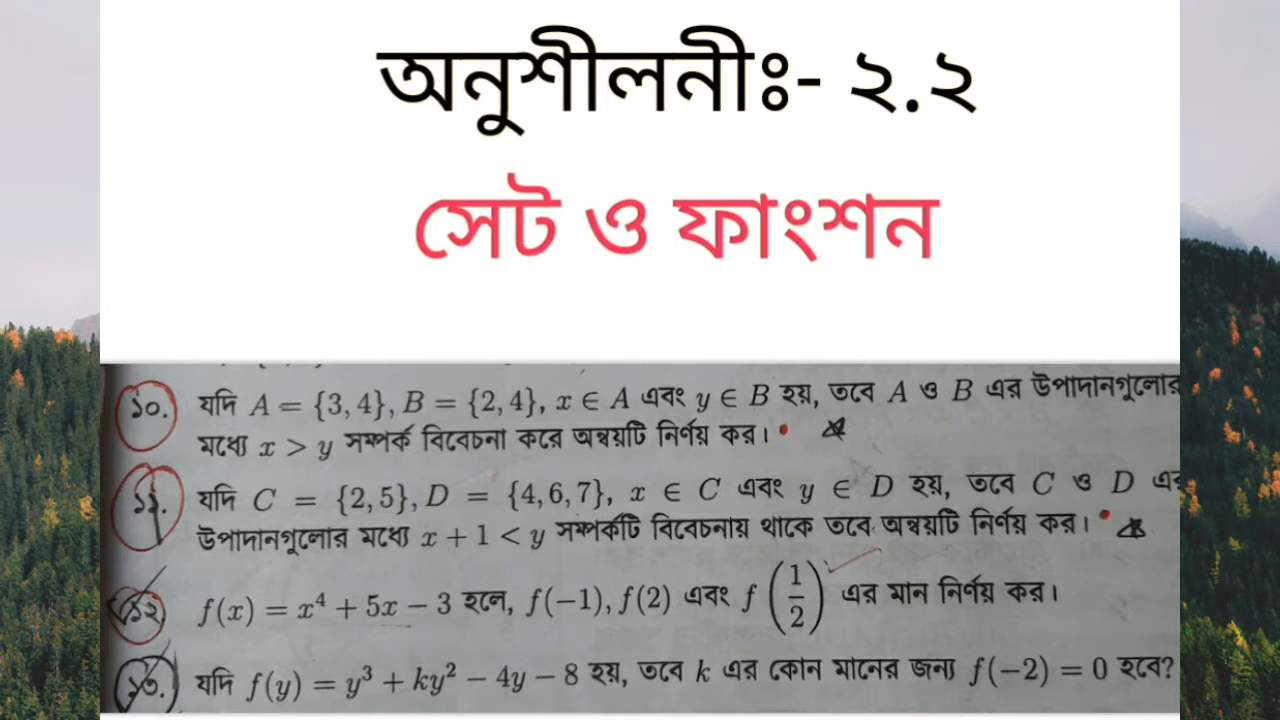 অনুশীলনীঃ- ২.২
সেট ও ফাংশন
১০. যদি A = {3, 4}, B = {2, 4}, x ∈ A এবং y ∈ B হয়, তবে A ও B এর উপাদানগুলোর
মধ্যে x > y সম্পর্ক বিবেচনা করে অন্বয়টি নির্ণয় কর।
১১. যদি C = {2, 5}, D = {4, 6, 7}, x ∈ C এবং y ∈ D হয়, তবে C ও D এর
উপাদানগুলোর মধ্যে x + 1 < y সম্পর্কটি বিবেচনায় থাকে তবে অন্বয়টি নির্ণয় কর।
১২. f(x) = x⁴ + 5x − 3 হলে, f(−1), f(2) এবং f(1/2) এর মান নির্ণয় কর।
১৩. যদি f(y) = y³ + ky² − 4y − 8 হয়, তবে k এর কোন মানের জন্য f(−2) = 0 হবে?